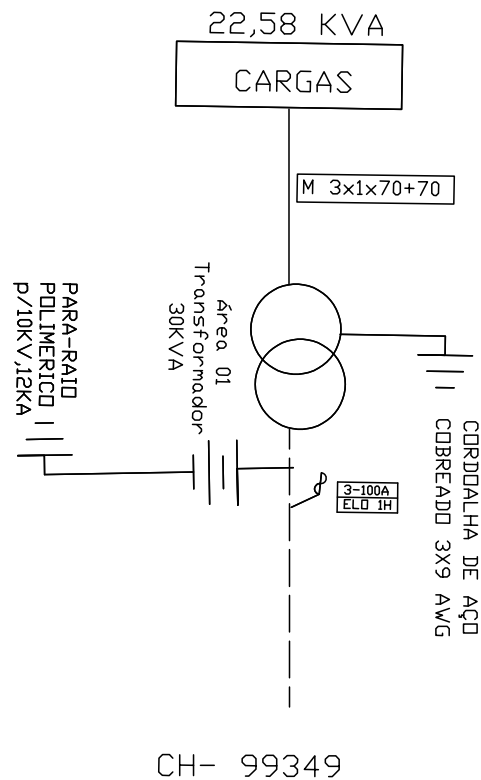 22,58 KVA
CARGAS
M 3x1x70+70
Área 01
Transformador
30KVA
PARA-RAIO
POLIMERICO
p/10KV,12KA
3-100A
ELO 1H
CORDOALHA DE AÇO
COBREADO 3X9 AWG
CH- 99349